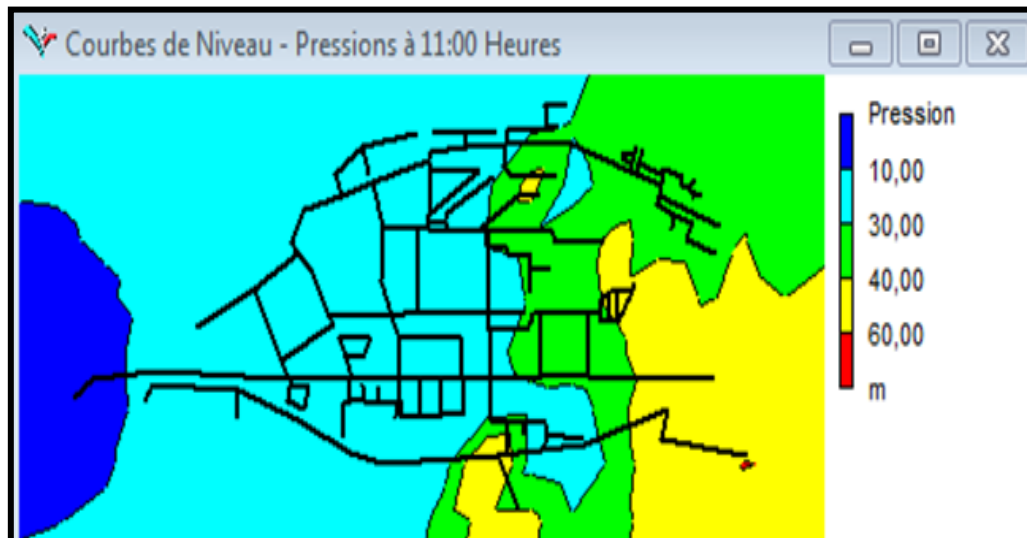 Courbes de Niveau - Pressions à 11:00 Heures
Pression
10,00
30,00
40,00
60,00
m